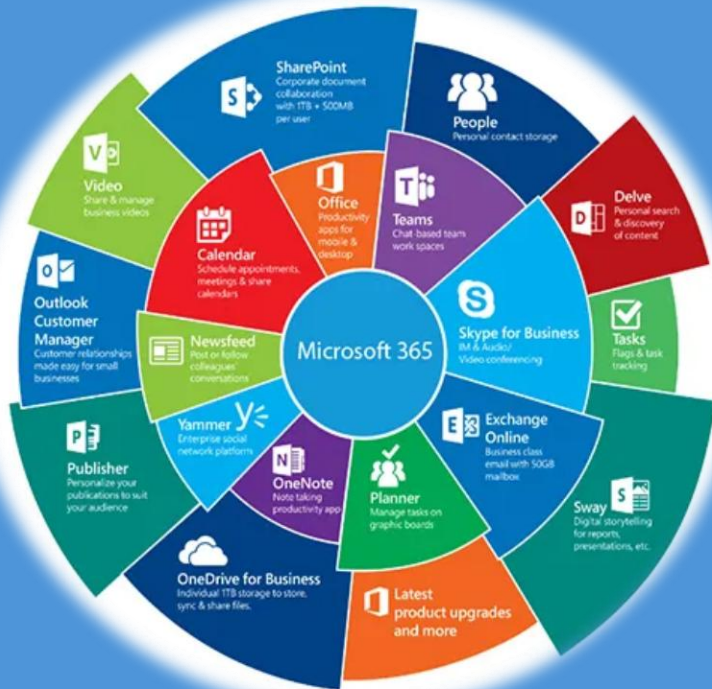 SharePoint
Corporate document
collaboration
with 1TB + 500MB
per user
People
Personal contact storage
Delve
Personal search
& discovery
of content
Tasks
Flags & task
tracking
Sway
Digital storytelling
for reports,
presentations, etc.
Latest
product upgrades
and more
OneDrive for Business
Individual 1TB storage to store,
sync & share files.
Publisher
Personalize your
publications to suit
your audience
Outlook
Customer
Manager
Customer relationships
made easy for small
businesses
Video
Share & manage
business videos
Office
Productivity
apps for
mobile &
desktop
Teams
Chat-based team
work spaces
Skype for Business
IM & Audio/
Video conferencing
Exchange
Online
Business class
email with 50GB
mailbox
Planner
Manage tasks on
graphic boards
OneNote
Note taking
productivity app
Yammer
Enterprise social
network platform
Newsfeed
Post or follow
colleagues'
conversations
Calendar
Schedule appointments,
meetings & share
calendars
Microsoft 365
S
D
S
P
O
V
T
S
E
N
y